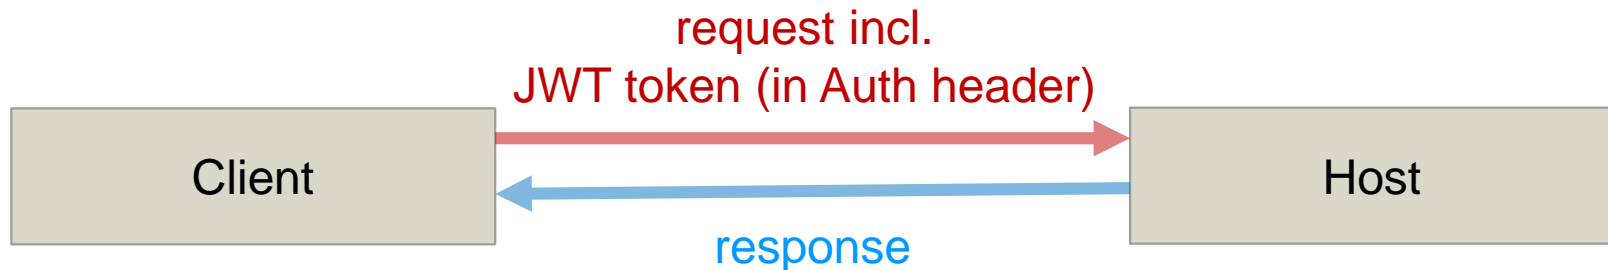 request incl.
JWT token (in Auth header)
Client
Host
response